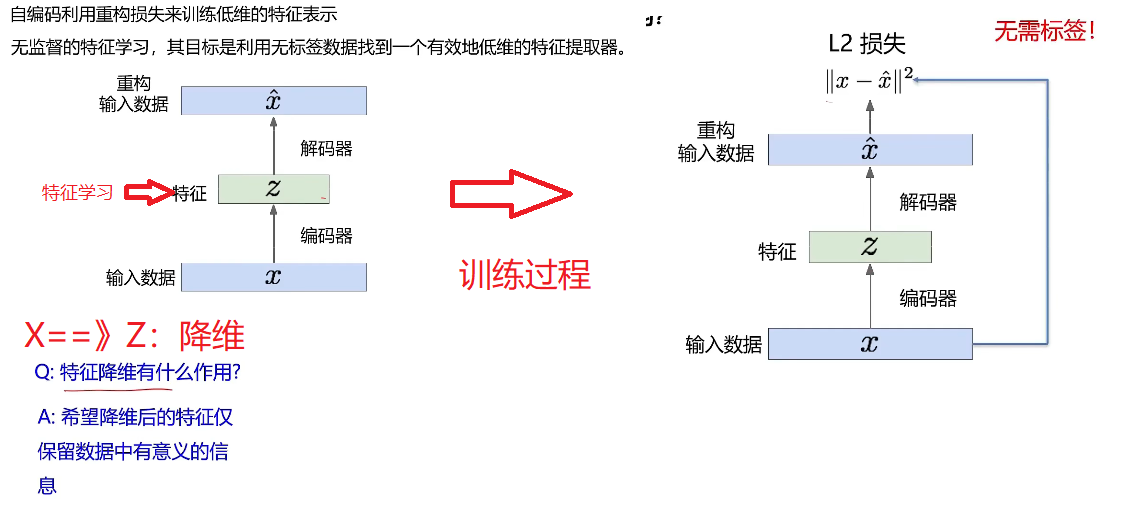 自编码利用重构损失来训练低维的特征表示
无监督的特征学习，其目标是利用无标签数据找到一个有效地低维的特征提取器。
重构
输入数据
x̂
解码器
特征学习
特征
z
编码器
输入数据
x
X==》Z：降维
Q: 特征降维有什么作用?
A: 希望降维后的特征仅
保留数据中有意义的信
息
训练过程
无需标签!
L2 损失
‖x − x̂‖²
重构
输入数据
x̂
解码器
特征
z
编码器
输入数据
x